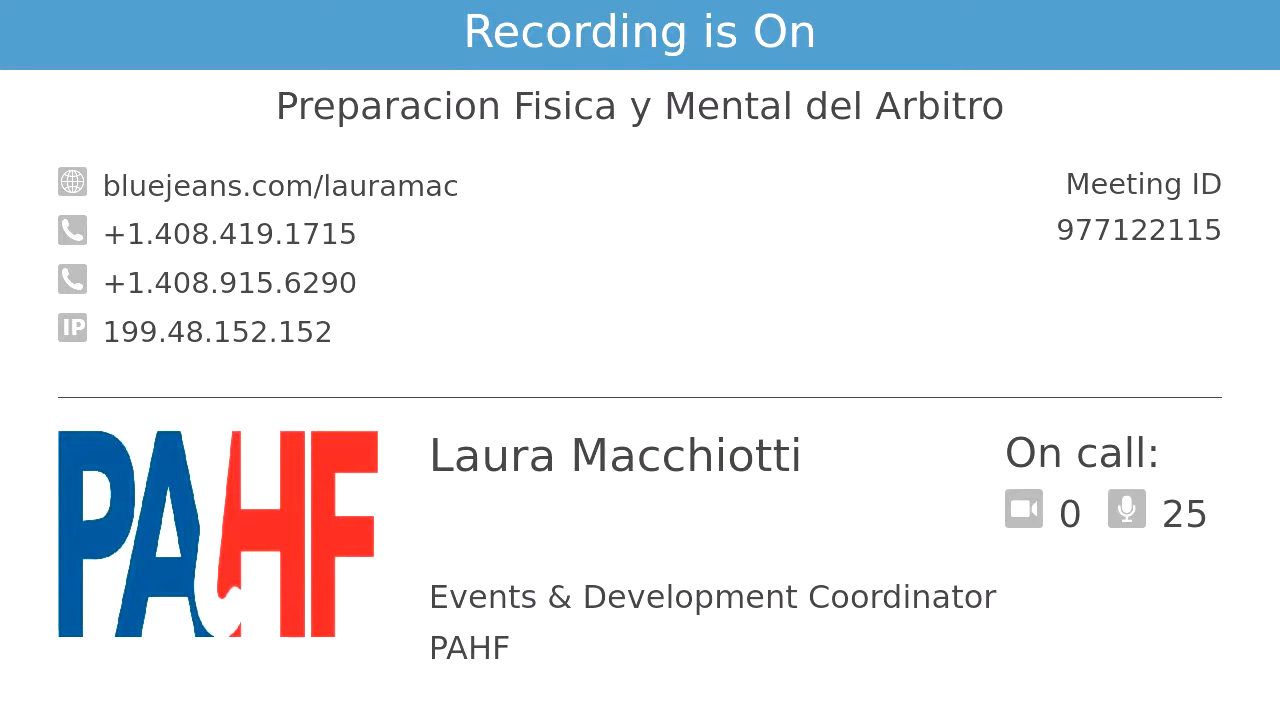 Recording is On
Preparacion Fisica y Mental del Arbitro
bluejeans.com/lauramac
+1.408.419.1715
+1.408.915.6290
IP 199.48.152.152
Meeting ID
977122115
PAHF
Laura Macchiotti
Events & Development Coordinator
PAHF
On call:
0 25